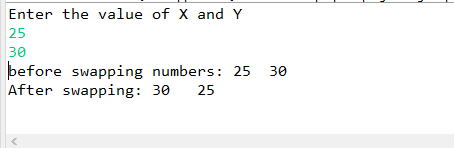 Enter the value of X and Y
25
30
before swapping numbers: 25  30
After swapping: 30   25